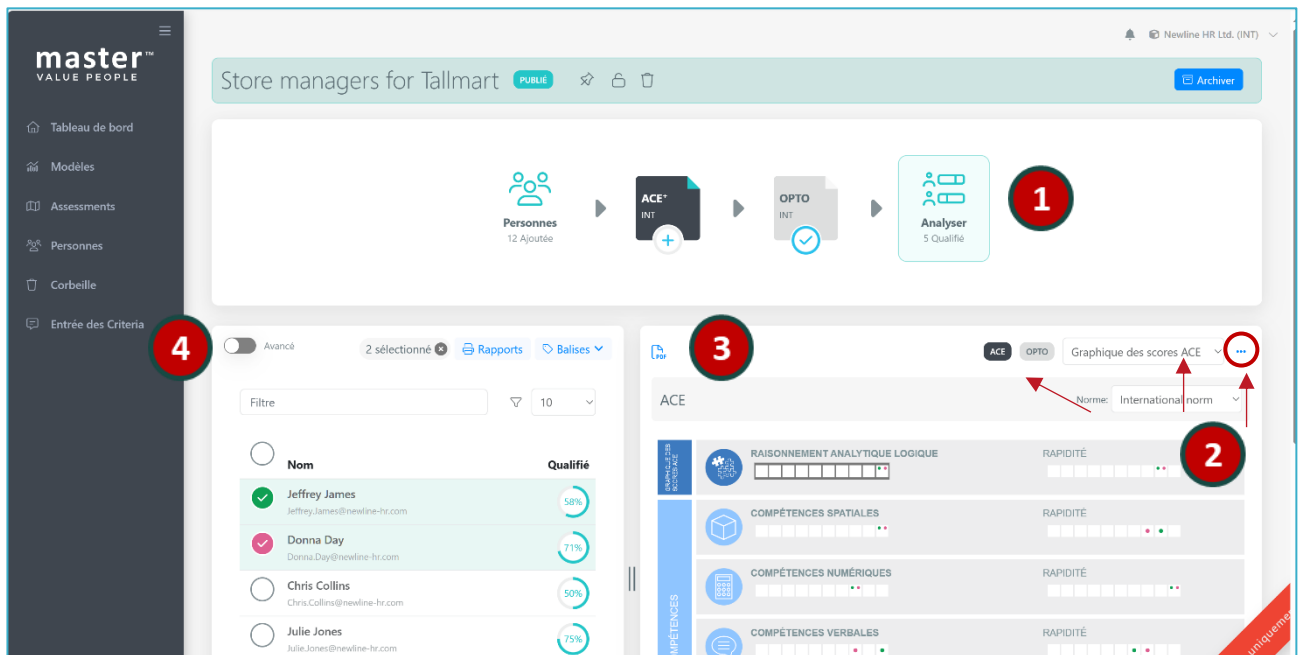 master™
VALUE PEOPLE
Tableau de bord
Modèles
Assessments
Personnes
Corbeille
Entrée des Criteria
Newline HR Ltd. (INT)
Store managers for Tallmart PUBLIÉ
Archiver
Personnes
12 Ajoutée
ACE+
INT
OPTO
INT
Analyser
5 Qualifié
1
4
Avancé
2 sélectionné
Rapports
Balises
Filtre
10
Nom Qualifié
Jeffrey James
Jeffrey.James@newline-hr.com
58%
Donna Day
Donna.Day@newline-hr.com
71%
Chris Collins
Chris.Collins@newline-hr.com
50%
Julie Jones
Julie.Jones@newline-hr.com
75%
PDF
3
ACE OPTO Graphique des scores ACE
ACE
Norme: International norm
2
GRAPHIQUE DES
SCORES ACE
RAISONNEMENT ANALYTIQUE LOGIQUE RAPIDITÉ
COMPÉTENCES SPATIALES RAPIDITÉ
COMPÉTENCES NUMÉRIQUES RAPIDITÉ
COMPÉTENCES VERBALES RAPIDITÉ